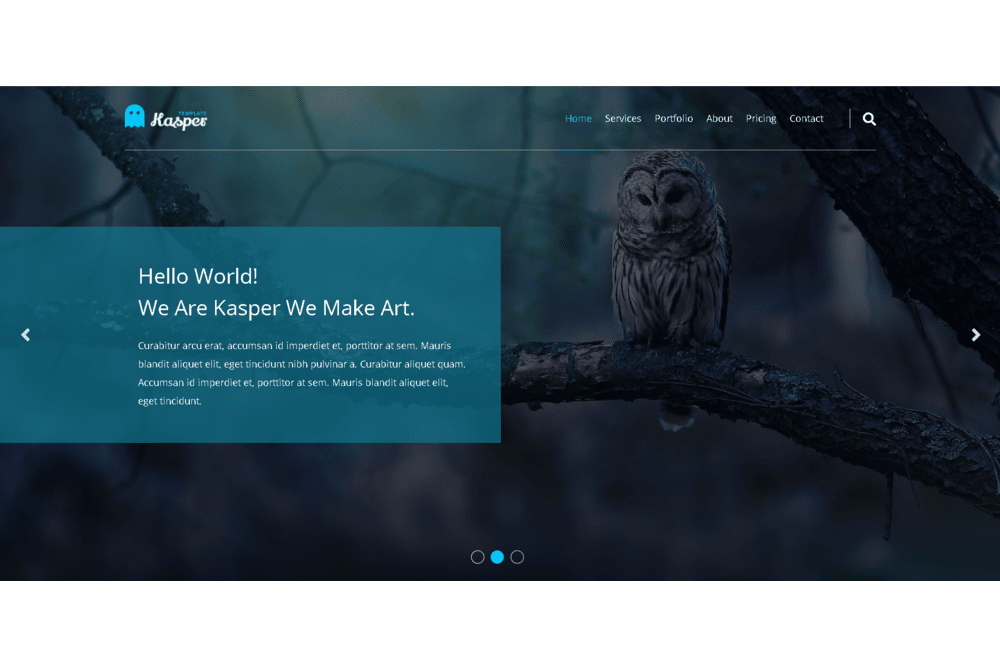 TEMPLATE
Kasper
Home Services Portfolio About Pricing Contact
Hello World!
We Are Kasper We Make Art.
Curabitur arcu erat, accumsan id imperdiet et, porttitor at sem. Mauris
blandit aliquet elit, eget tincidunt nibh pulvinar a. Curabitur aliquet quam,
Accumsan id imperdiet et, porttitor at sem. Mauris blandit aliquet elit,
eget tincidunt.